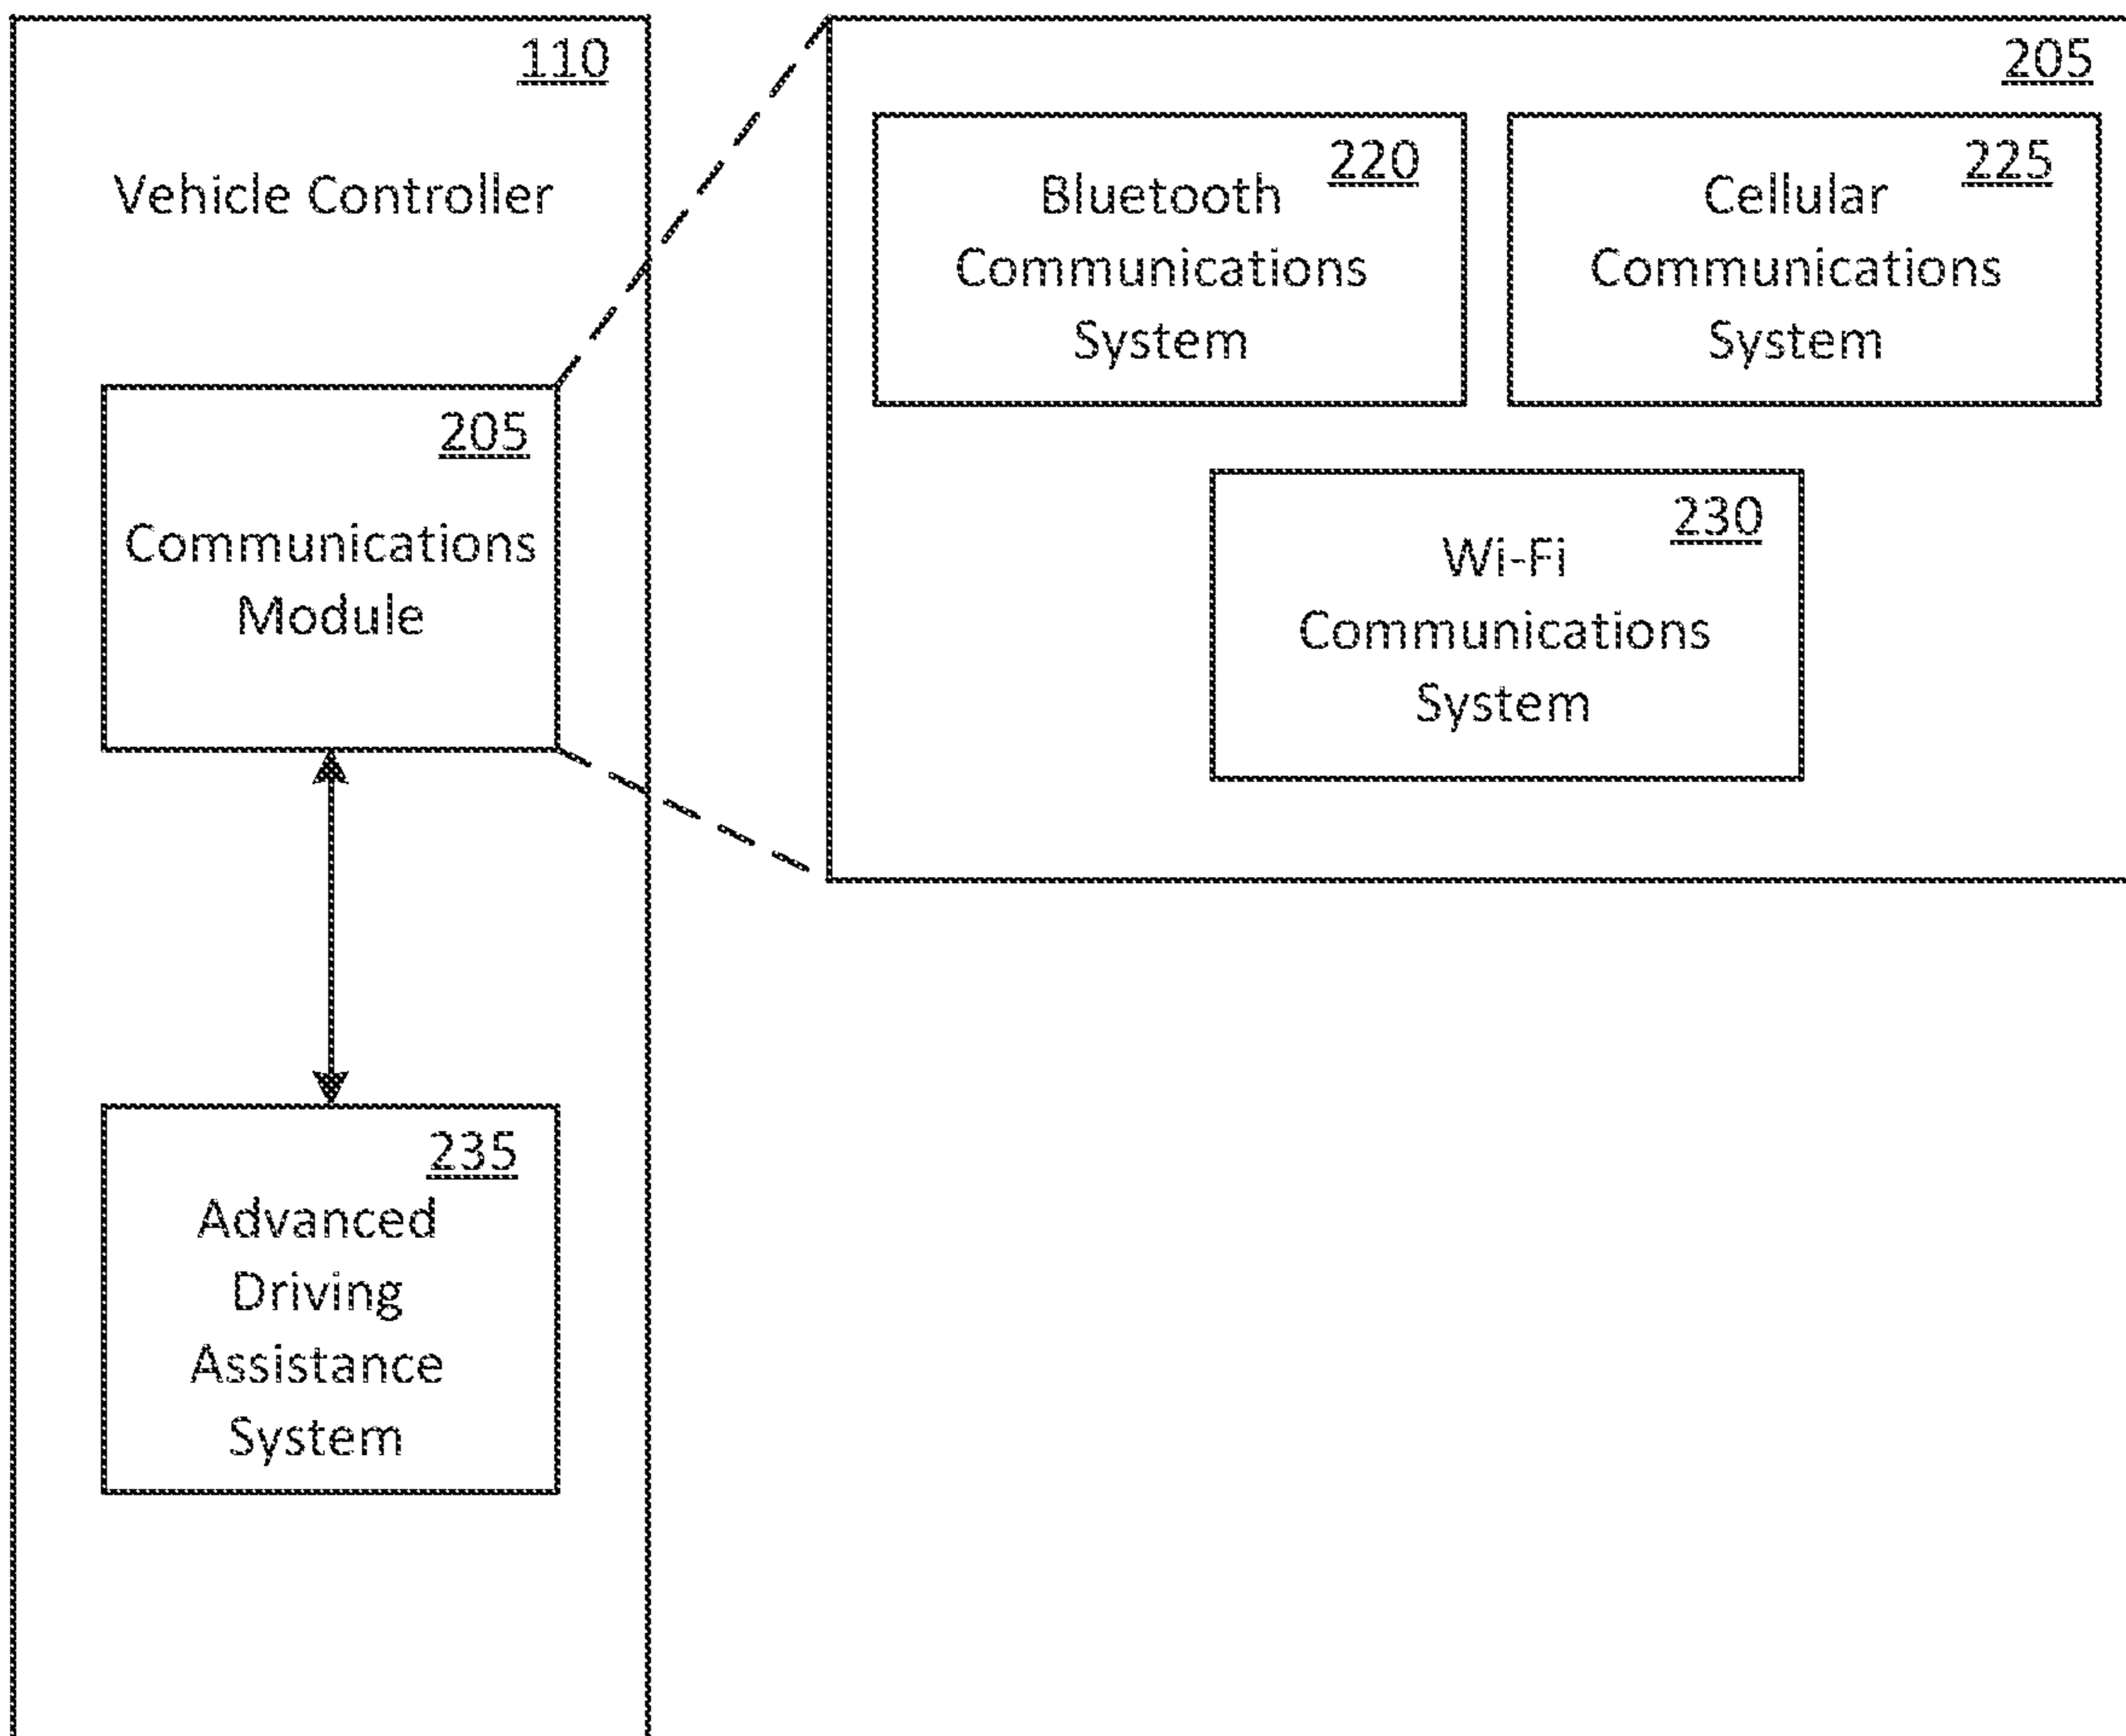 110
Vehicle Controller
205
Communications
Module
235
Advanced
Driving
Assistance
System
205
220
Bluetooth
Communications
System
225
Cellular
Communications
System
230
Wi-Fi
Communications
System